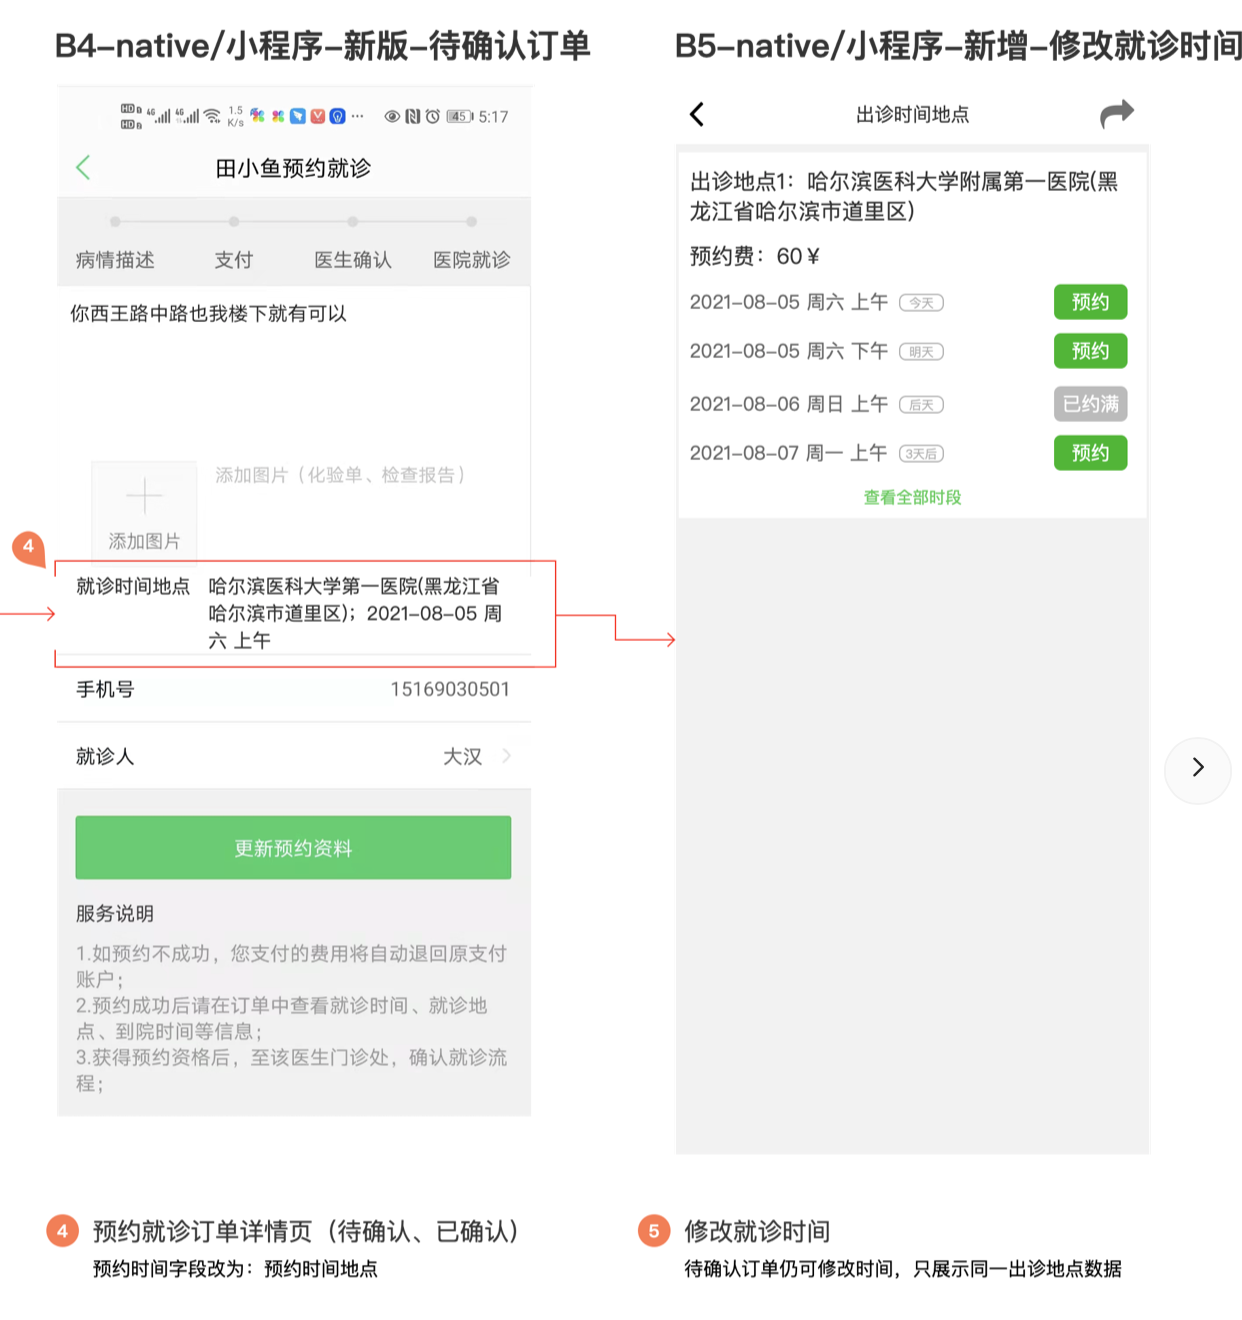 B4-native/小程序-新版-待确认订单
HD 4G 4G 1.5 K/s 45 5:17
田小鱼预约就诊
病情描述 支付 医生确认 医院就诊
你西王路中路也我楼下就有可以
添加图片（化验单、检查报告）
添加图片
4
就诊时间地点 哈尔滨医科大学第一医院(黑龙江省
哈尔滨市道里区)；2021-08-05 周
六 上午
手机号 15169030501
就诊人 大汉
更新预约资料
服务说明
1.如预约不成功，您支付的费用将自动退回原支付
账户；
2.预约成功后请在订单中查看就诊时间、就诊地
点、到院时间等信息；
3.获得预约资格后，至该医生门诊处，确认就诊流
程；
4 预约就诊订单详情页（待确认、已确认）
预约时间字段改为：预约时间地点
B5-native/小程序-新增-修改就诊时间
出诊时间地点
出诊地点1：哈尔滨医科大学附属第一医院(黑
龙江省哈尔滨市道里区)
预约费：60¥
2021-08-05 周六 上午 今天 预约
2021-08-05 周六 下午 明天 预约
2021-08-06 周日 上午 后天 已约满
2021-08-07 周一 上午 3天后 预约
查看全部时段
5 修改就诊时间
待确认订单仍可修改时间，只展示同一出诊地点数据